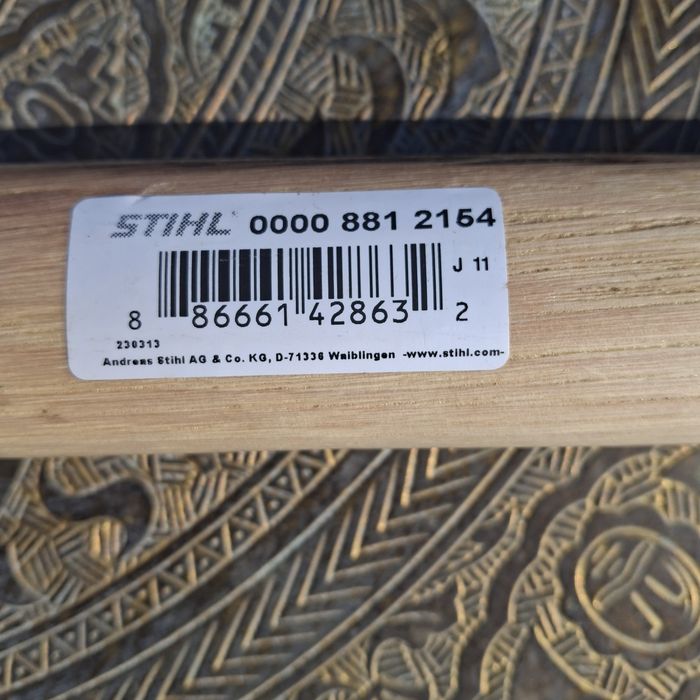 STIHL 0000 881 2154
J 11
8 86661 42863 2
230313
Andreas Stihl AG & Co. KG, D-71336 Waiblingen -www.stihl.com-